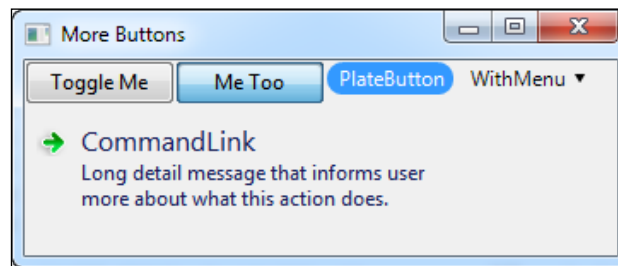 More Buttons
Toggle Me Me Too PlateButton WithMenu ▼
CommandLink
Long detail message that informs user
more about what this action does.